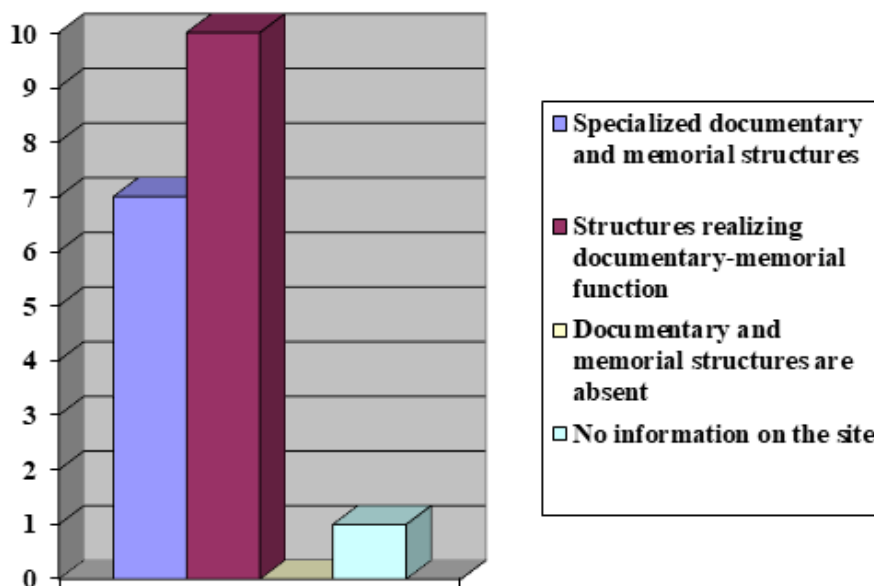 10
9
8
7
6
5
4
3
2
1
0
Specialized documentary
and memorial structures
Structures realizing
documentary-memorial
function
Documentary and
memorial structures are
absent
No information on the site